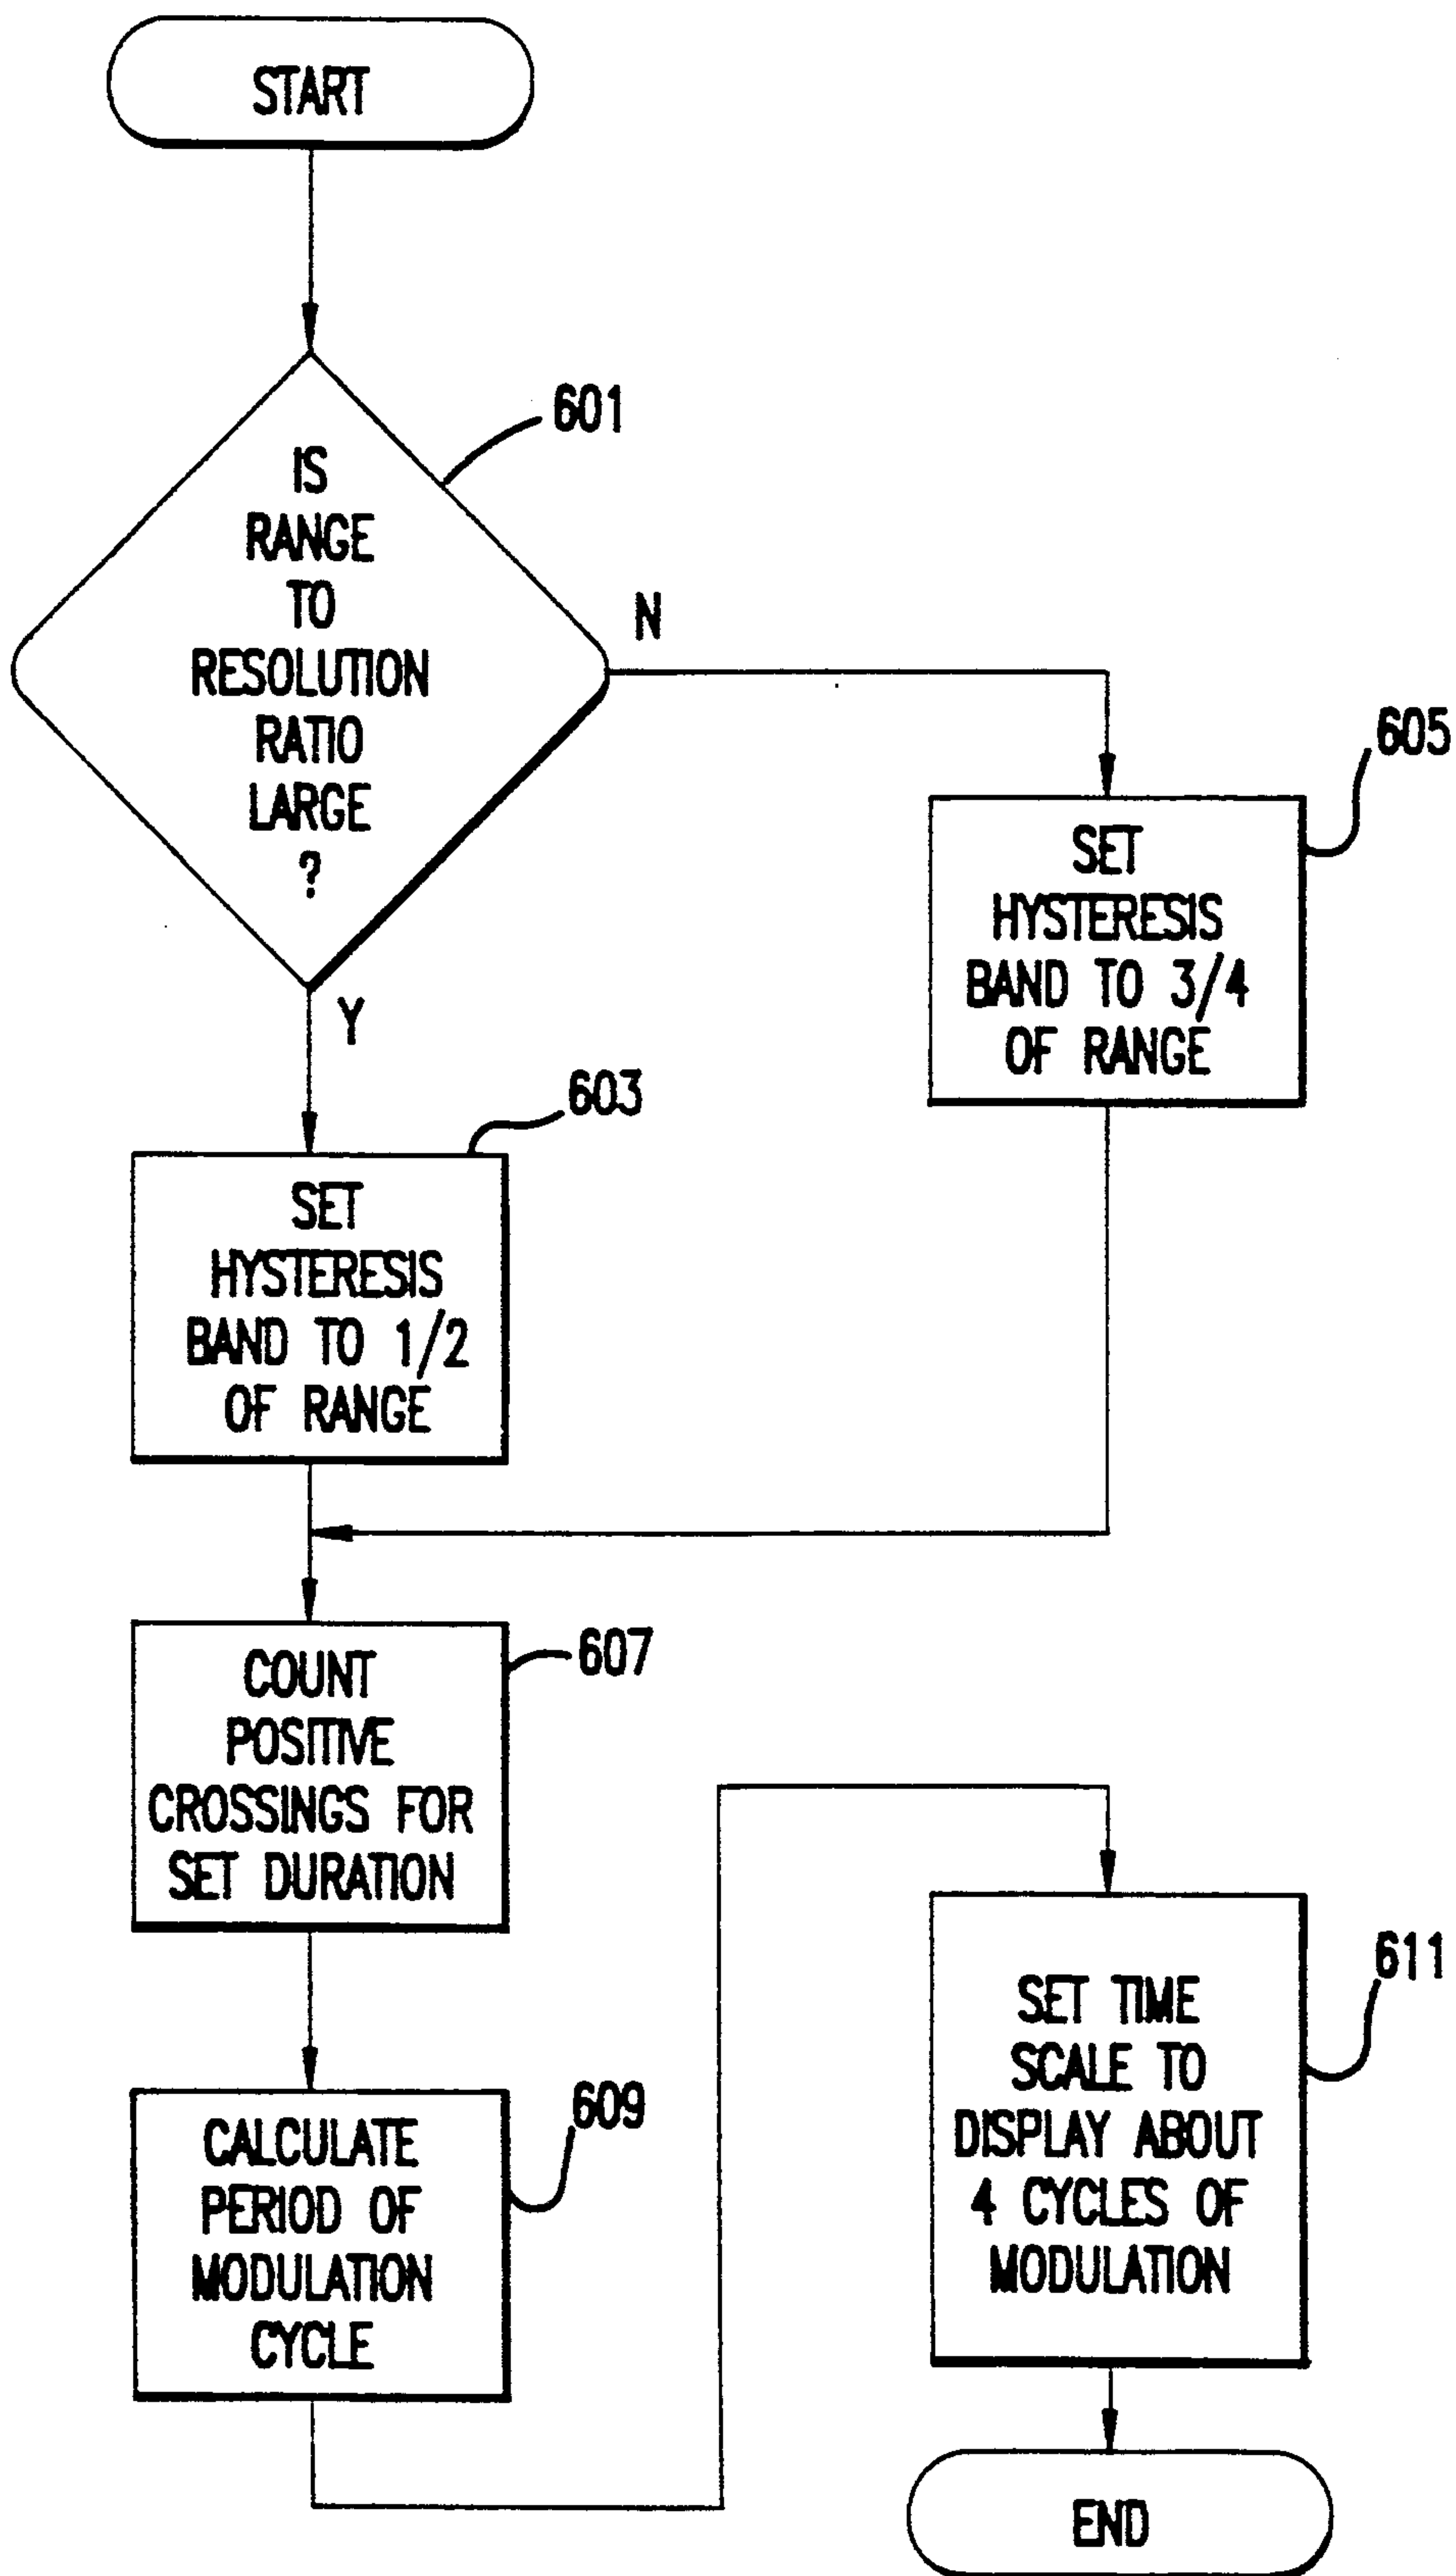 START
601
IS
RANGE
TO
RESOLUTION
RATIO
LARGE
?
N
Y
605
SET
HYSTERESIS
BAND TO 3/4
OF RANGE
603
SET
HYSTERESIS
BAND TO 1/2
OF RANGE
607
COUNT
POSITIVE
CROSSINGS FOR
SET DURATION
609
CALCULATE
PERIOD OF
MODULATION
CYCLE
611
SET TIME
SCALE TO
DISPLAY ABOUT
4 CYCLES OF
MODULATION
END